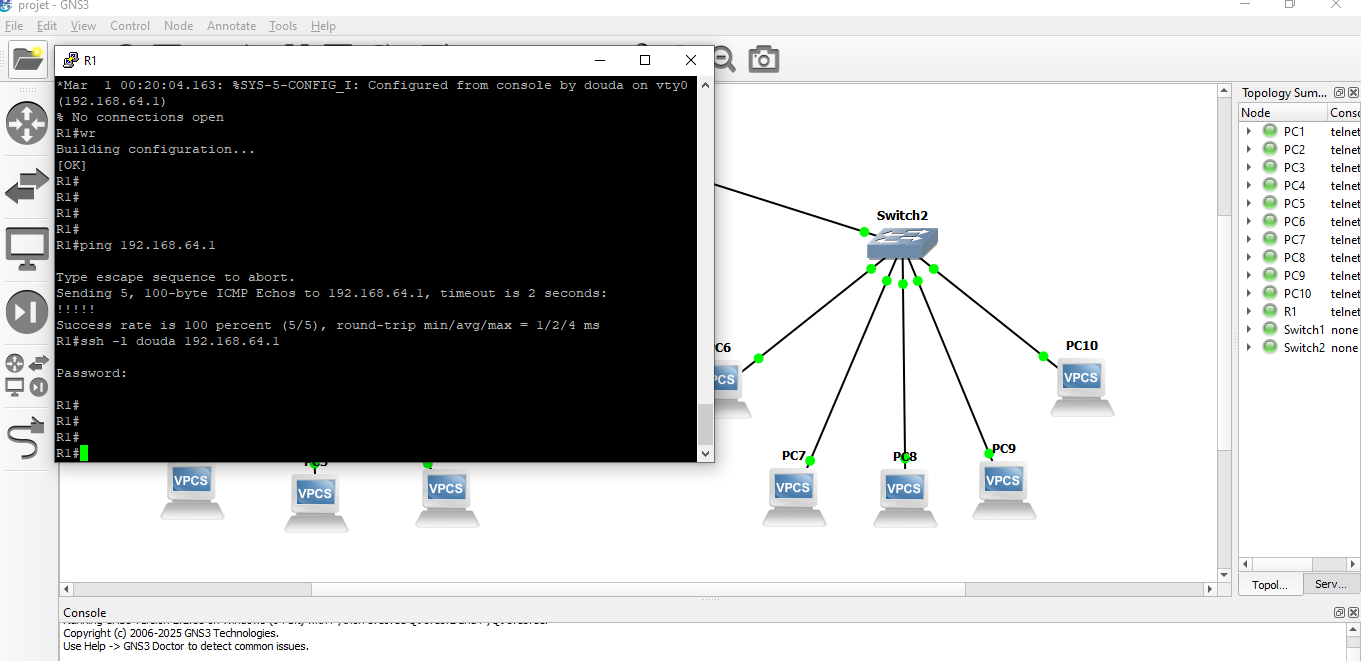 projet - GNS3
File Edit View Control Node Annotate Tools Help
R1
*Mar  1 00:20:04.163: %SYS-5-CONFIG_I: Configured from console by douda on vty0
(192.168.64.1)
% No connections open
R1#wr
Building configuration...
[OK]
R1#
R1#
R1#
R1#
R1#ping 192.168.64.1
Type escape sequence to abort.
Sending 5, 100-byte ICMP Echos to 192.168.64.1, timeout is 2 seconds:
!!!!!
Success rate is 100 percent (5/5), round-trip min/avg/max = 1/2/4 ms
R1#ssh -l douda 192.168.64.1
Password:
R1#
R1#
R1#
R1#
Switch2
C6
PCS
PC10
VPCS
PC7
VPCS
PC8
VPCS
PC9
VPCS
VPCS
VPCS
VPCS
Topology Sum...
Node Conso
PC1 telnet
PC2 telnet
PC3 telnet
PC4 telnet
PC5 telnet
PC6 telnet
PC7 telnet
PC8 telnet
PC9 telnet
PC10 telnet
R1 telnet
Switch1 none
Switch2 none
Topol... Serv...
Console
Copyright (c) 2006-2025 GNS3 Technologies.
Use Help -> GNS3 Doctor to detect common issues.